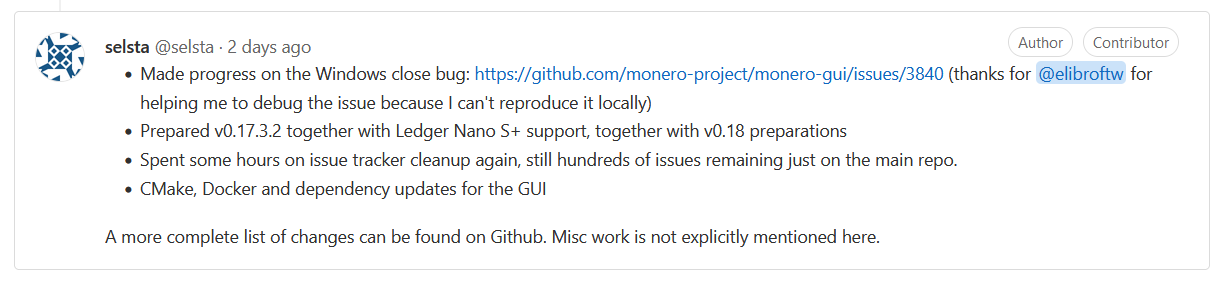 selsta @selsta · 2 days ago
Author
Contributor
• Made progress on the Windows close bug: https://github.com/monero-project/monero-gui/issues/3840 (thanks for @elibroftw for
helping me to debug the issue because I can't reproduce it locally)
• Prepared v0.17.3.2 together with Ledger Nano S+ support, together with v0.18 preparations
• Spent some hours on issue tracker cleanup again, still hundreds of issues remaining just on the main repo.
• CMake, Docker and dependency updates for the GUI
A more complete list of changes can be found on Github. Misc work is not explicitly mentioned here.